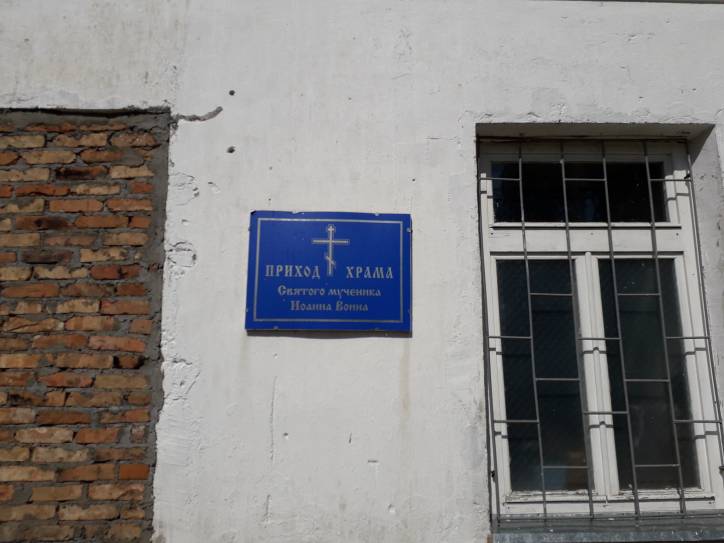 ПРИХОД ХРАМА
Святого мученика
Иоанна Воина